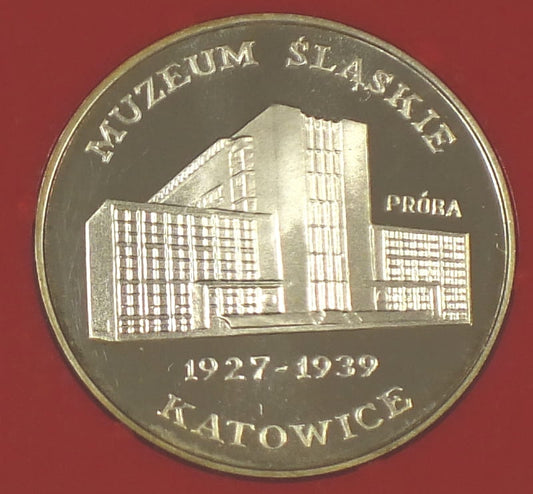 MUZEUM ŚLĄSKIE
PRÓBA
1927-1939
KATOWICE